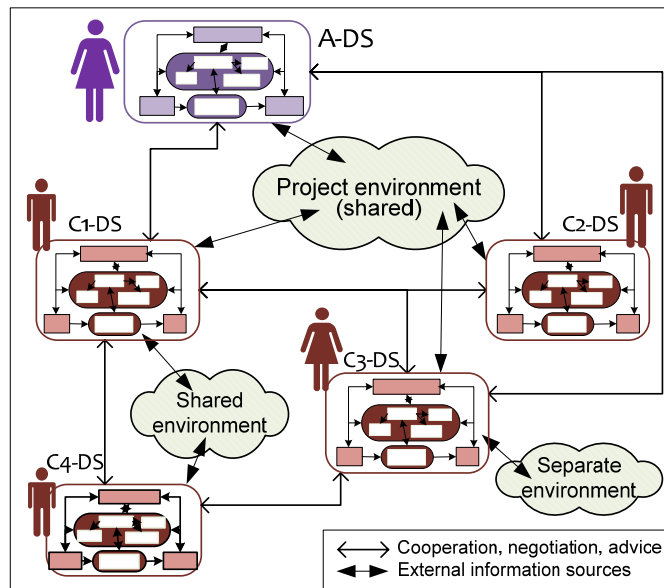 A-DS
Project environment
(shared)
C1-DS
C2-DS
C3-DS
Shared
environment
C4-DS
Separate
environment
Cooperation, negotiation, advice
External information sources